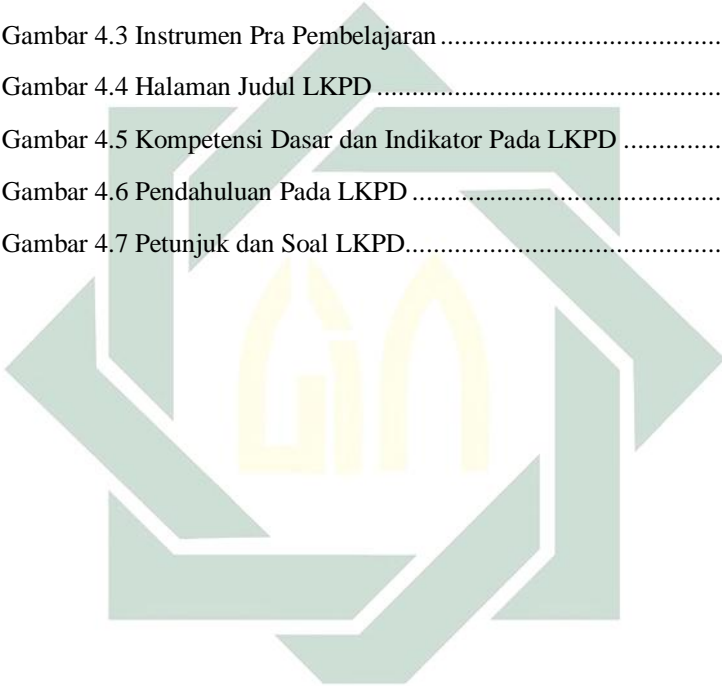 Gambar 4.3 Instrumen Pra Pembelajaran.......................................
Gambar 4.4 Halaman Judul LKPD.................................................
Gambar 4.5 Kompetensi Dasar dan Indikator Pada LKPD..............
Gambar 4.6 Pendahuluan Pada LKPD............................................
Gambar 4.7 Petunjuk dan Soal LKPD.............................................